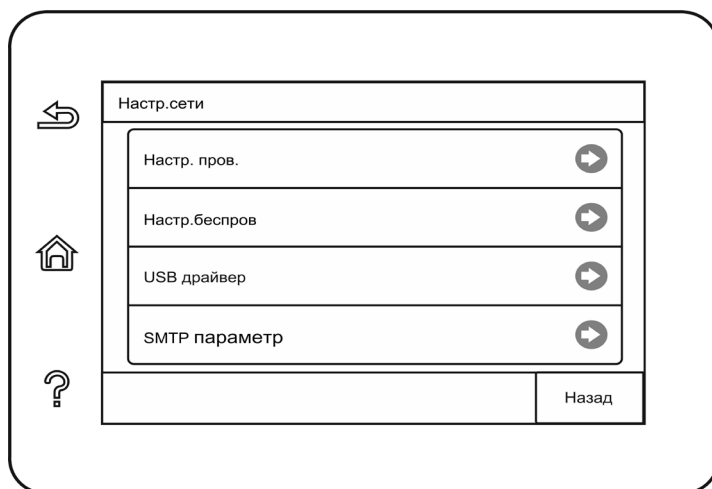 Настр.сети
Настр. пров.
Настр.беспров
USB драйвер
SMTP параметр
Назад